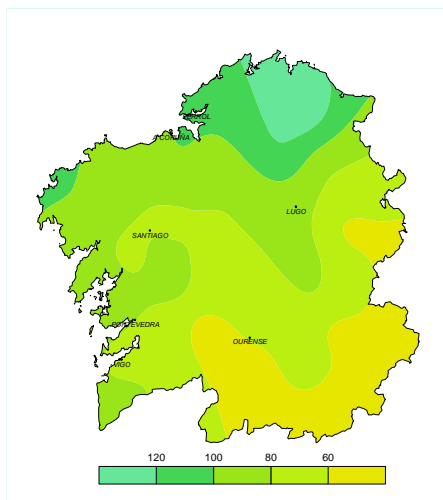 FERROL
A CORUÑA
LUGO
SANTIAGO
PONTEVEDRA
OURENSE
VIGO
120 100 80 60